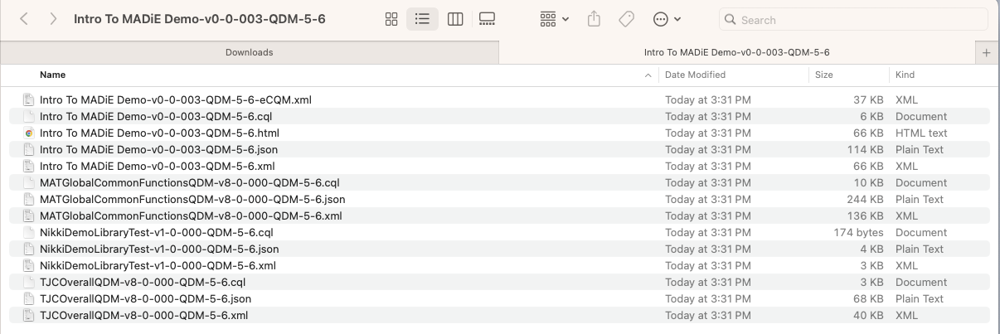 Intro To MADiE Demo-v0-0-003-QDM-5-6
Search
Downloads
Intro To MADiE Demo-v0-0-003-QDM-5-6
+
Name Date Modified Size Kind
Intro To MADiE Demo-v0-0-003-QDM-5-6-eCQM.xml Today at 3:31 PM 37 KB XML
Intro To MADiE Demo-v0-0-003-QDM-5-6.cql Today at 3:31 PM 6 KB Document
Intro To MADiE Demo-v0-0-003-QDM-5-6.html Today at 3:31 PM 66 KB HTML text
Intro To MADiE Demo-v0-0-003-QDM-5-6.json Today at 3:31 PM 114 KB Plain Text
Intro To MADiE Demo-v0-0-003-QDM-5-6.xml Today at 3:31 PM 66 KB XML
MATGlobalCommonFunctionsQDM-v8-0-000-QDM-5-6.cql Today at 3:31 PM 10 KB Document
MATGlobalCommonFunctionsQDM-v8-0-000-QDM-5-6.json Today at 3:31 PM 244 KB Plain Text
MATGlobalCommonFunctionsQDM-v8-0-000-QDM-5-6.xml Today at 3:31 PM 136 KB XML
NikkiDemoLibraryTest-v1-0-000-QDM-5-6.cql Today at 3:31 PM 174 bytes Document
NikkiDemoLibraryTest-v1-0-000-QDM-5-6.json Today at 3:31 PM 4 KB Plain Text
NikkiDemoLibraryTest-v1-0-000-QDM-5-6.xml Today at 3:31 PM 3 KB XML
TJCOverallQDM-v8-0-000-QDM-5-6.cql Today at 3:31 PM 3 KB Document
TJCOverallQDM-v8-0-000-QDM-5-6.json Today at 3:31 PM 68 KB Plain Text
TJCOverallQDM-v8-0-000-QDM-5-6.xml Today at 3:31 PM 40 KB XML